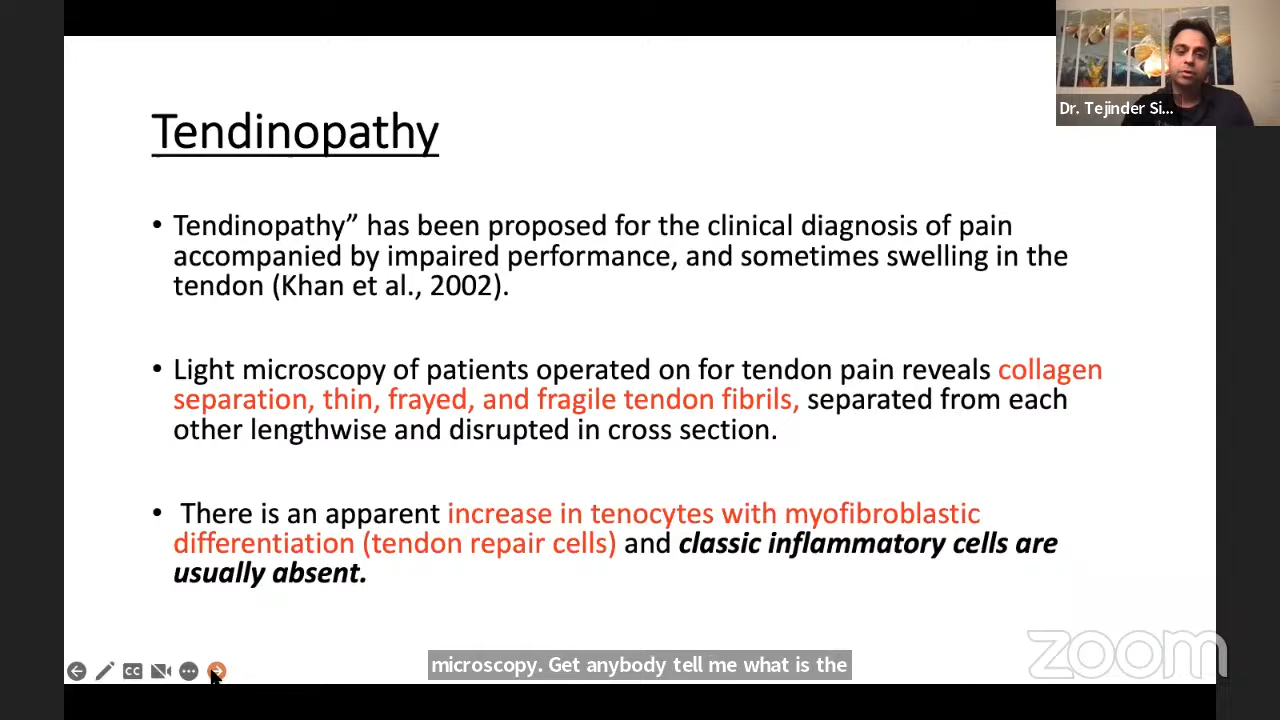 Dr. Tejinder Si...
Tendinopathy
• Tendinopathy” has been proposed for the clinical diagnosis of pain
accompanied by impaired performance, and sometimes swelling in the
tendon (Khan et al., 2002).
• Light microscopy of patients operated on for tendon pain reveals collagen
separation, thin, frayed, and fragile tendon fibrils, separated from each
other lengthwise and disrupted in cross section.
• There is an apparent increase in tenocytes with myofibroblastic
differentiation (tendon repair cells) and classic inflammatory cells are
usually absent.
CC
microscopy. Get anybody tell me what is the
zoom